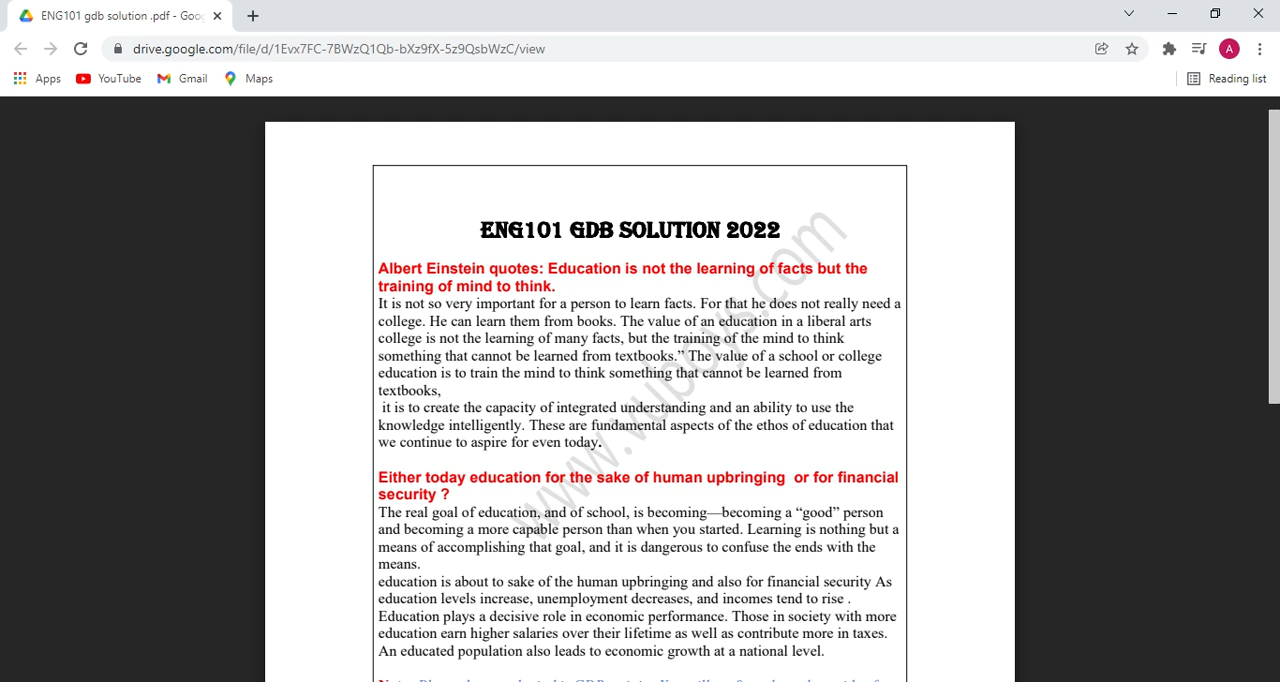 ENG101 gdb solution .pdf - Goo
drive.google.com/file/d/1Evx7FC-7BWzQ1Qb-bXz9fX-5z9QsbWzC/view
A
Apps YouTube Gmail Maps Reading list
ENG101 GDB SOLUTION 2022
Albert Einstein quotes: Education is not the learning of facts but the
training of mind to think.
It is not so very important for a person to learn facts. For that he does not really need a
college. He can learn them from books. The value of an education in a liberal arts
college is not the learning of many facts, but the training of the mind to think
something that cannot be learned from textbooks.” The value of a school or college
education is to train the mind to think something that cannot be learned from
textbooks,
it is to create the capacity of integrated understanding and an ability to use the
knowledge intelligently. These are fundamental aspects of the ethos of education that
we continue to aspire for even today.
Either today education for the sake of human upbringing or for financial
security ?
The real goal of education, and of school, is becoming—becoming a “good” person
and becoming a more capable person than when you started. Learning is nothing but a
means of accomplishing that goal, and it is dangerous to confuse the ends with the
means.
education is about to sake of the human upbringing and also for financial security As
education levels increase, unemployment decreases, and incomes tend to rise .
Education plays a decisive role in economic performance. Those in society with more
education earn higher salaries over their lifetime as well as contribute more in taxes.
An educated population also leads to economic growth at a national level.
www.vuboys.com